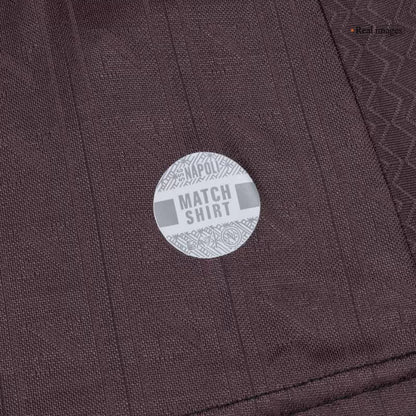 Real images
NAPOLI
MATCH
SHIRT